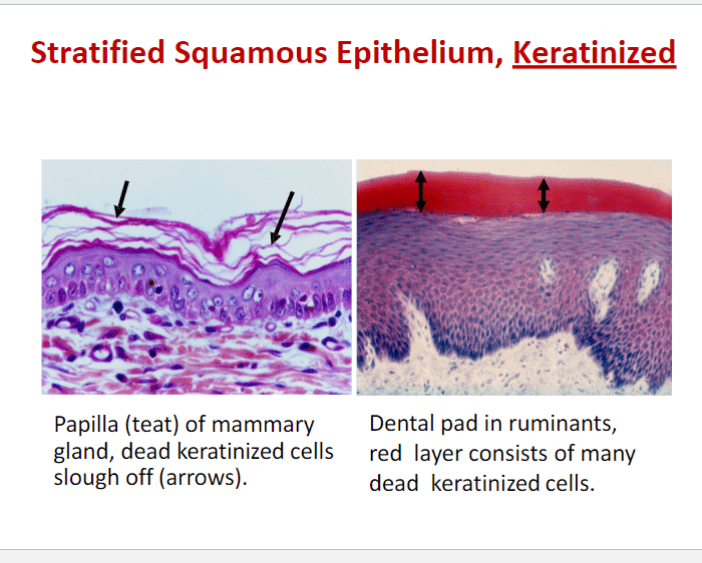 Stratified Squamous Epithelium, Keratinized
Papilla (teat) of mammary
gland, dead keratinized cells
slough off (arrows).
Dental pad in ruminants,
red layer consists of many
dead keratinized cells.